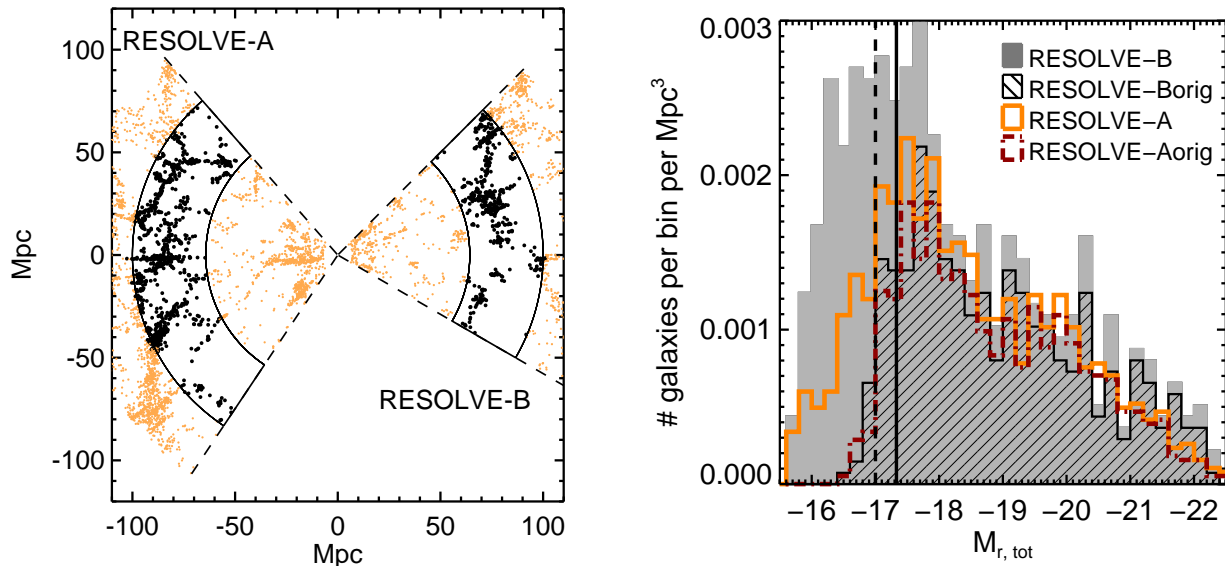 RESOLVE-A
RESOLVE-B
100
50
0
-50
-100
Mpc
-100 -50 0 50 100
Mpc
0.003
0.002
0.001
0.000
# galaxies per bin per Mpc³
RESOLVE−B
RESOLVE−Borig
RESOLVE−A
RESOLVE−Aorig
−16 −17 −18 −19 −20 −21 −22
Mr, tot